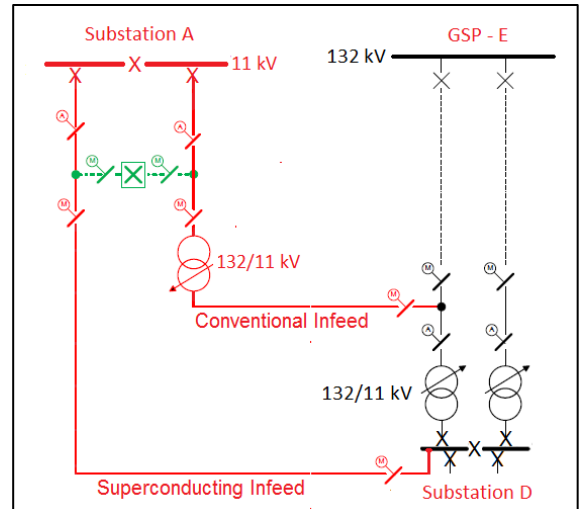 Substation A
GSP - E
11 kV
132 kV
A
A
M
M
M
M
132/11 kV
M
M
M
Conventional Infeed
A
A
132/11 kV
M
Superconducting Infeed
Substation D